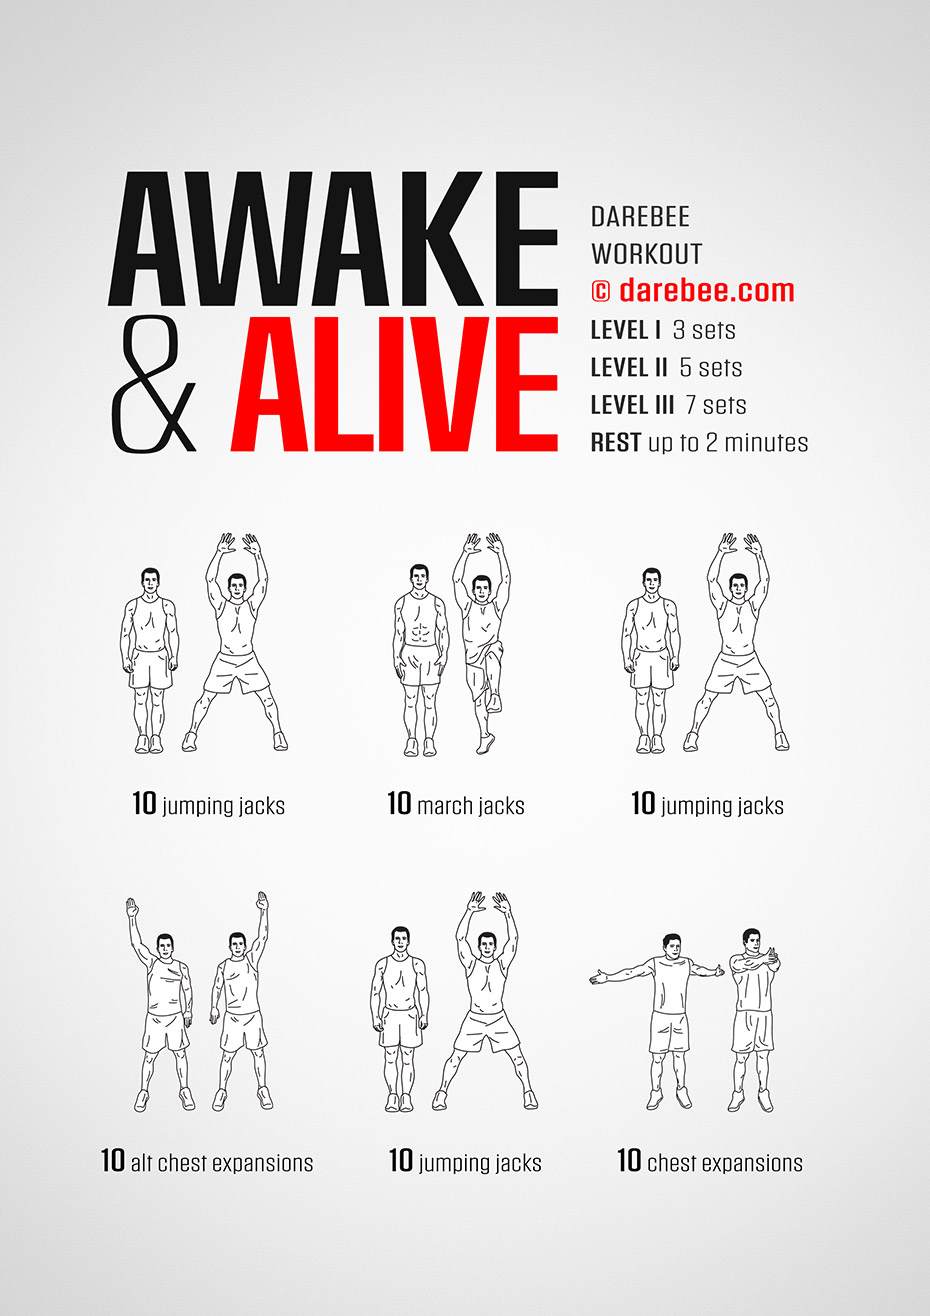 AWAKE
& ALIVE
DAREBEE
WORKOUT
© darebee.com
LEVEL I 3 sets
LEVEL II 5 sets
LEVEL III 7 sets
REST up to 2 minutes
10 jumping jacks
10 march jacks
10 jumping jacks
10 alt chest expansions
10 jumping jacks
10 chest expansions